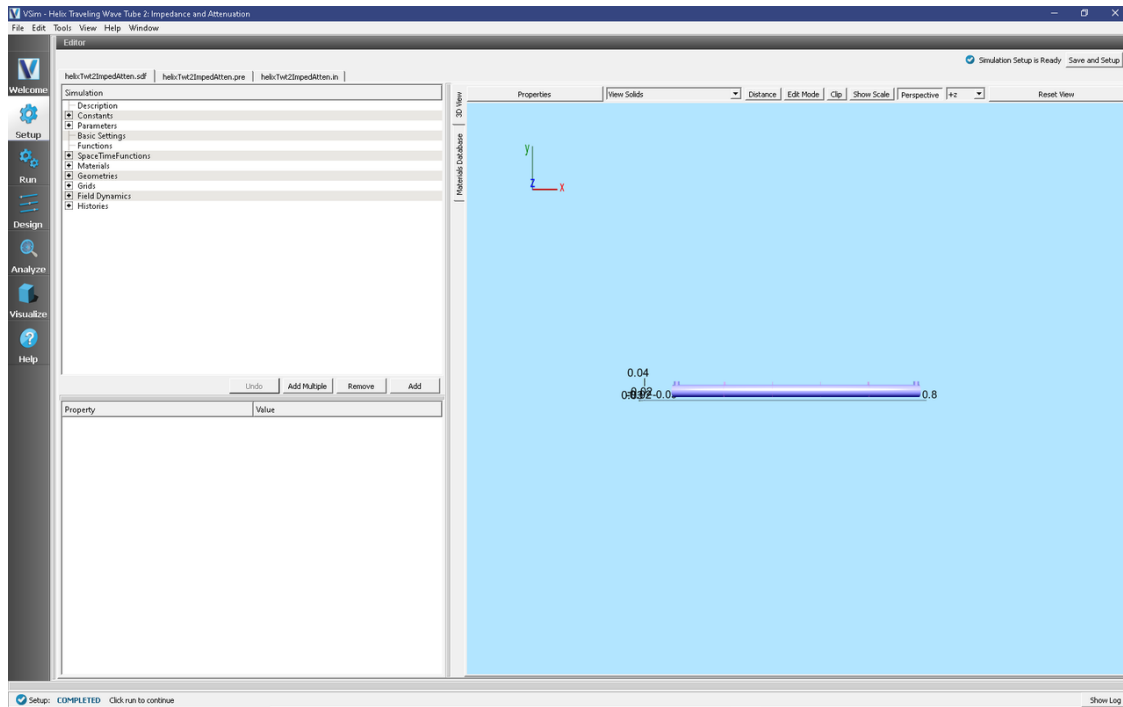 VSim - Helix Traveling Wave Tube 2: Impedance and Attenuation
File Edit Tools View Help Window
Editor
Simulation Setup is Ready Save and Setup
helixTwt2ImpedAtten.sdf helixTwt2ImpedAtten.pre helixTwt2ImpedAtten.in
Welcome
Setup
Run
Design
Analyze
Visualize
Help
Simulation
Description
Constants
Parameters
Basic Settings
Functions
SpaceTimeFunctions
Materials
Geometries
Grids
Field Dynamics
Histories
Undo Add Multiple Remove Add
Property Value
3D View
Materials Database
Properties View Solids Distance Edit Mode Clip Show Scale Perspective +z Reset View
y
z x
0.04
0.8
Setup: COMPLETED Click run to continue
Show Log